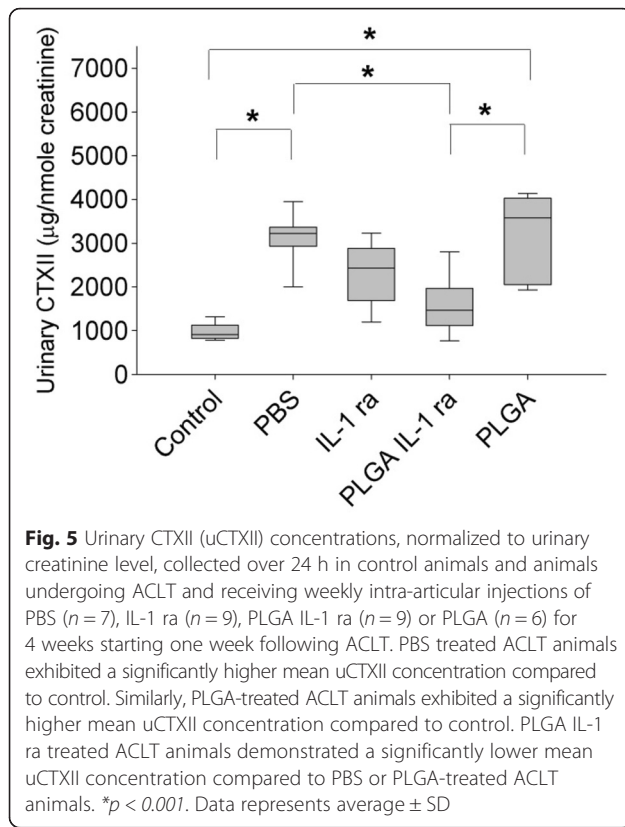 *
7000
*
6000
*
*
5000
4000
3000
2000
1000
0
Urinary CTXII (µg/nmole creatinine)
Control
PBS
IL-1 ra
PLGA IL-1 ra
PLGA
Fig. 5 Urinary CTXII (uCTXII) concentrations, normalized to urinary
creatinine level, collected over 24 h in control animals and animals
undergoing ACLT and receiving weekly intra-articular injections of
PBS (n = 7), IL-1 ra (n = 9), PLGA IL-1 ra (n = 9) or PLGA (n = 6) for
4 weeks starting one week following ACLT. PBS treated ACLT animals
exhibited a significantly higher mean uCTXII concentration compared
to control. Similarly, PLGA-treated ACLT animals exhibited a significantly
higher mean uCTXII concentration compared to control. PLGA IL-1
ra treated ACLT animals demonstrated a significantly lower mean
uCTXII concentration compared to PBS or PLGA-treated ACLT
animals. *p < 0.001. Data represents average ± SD